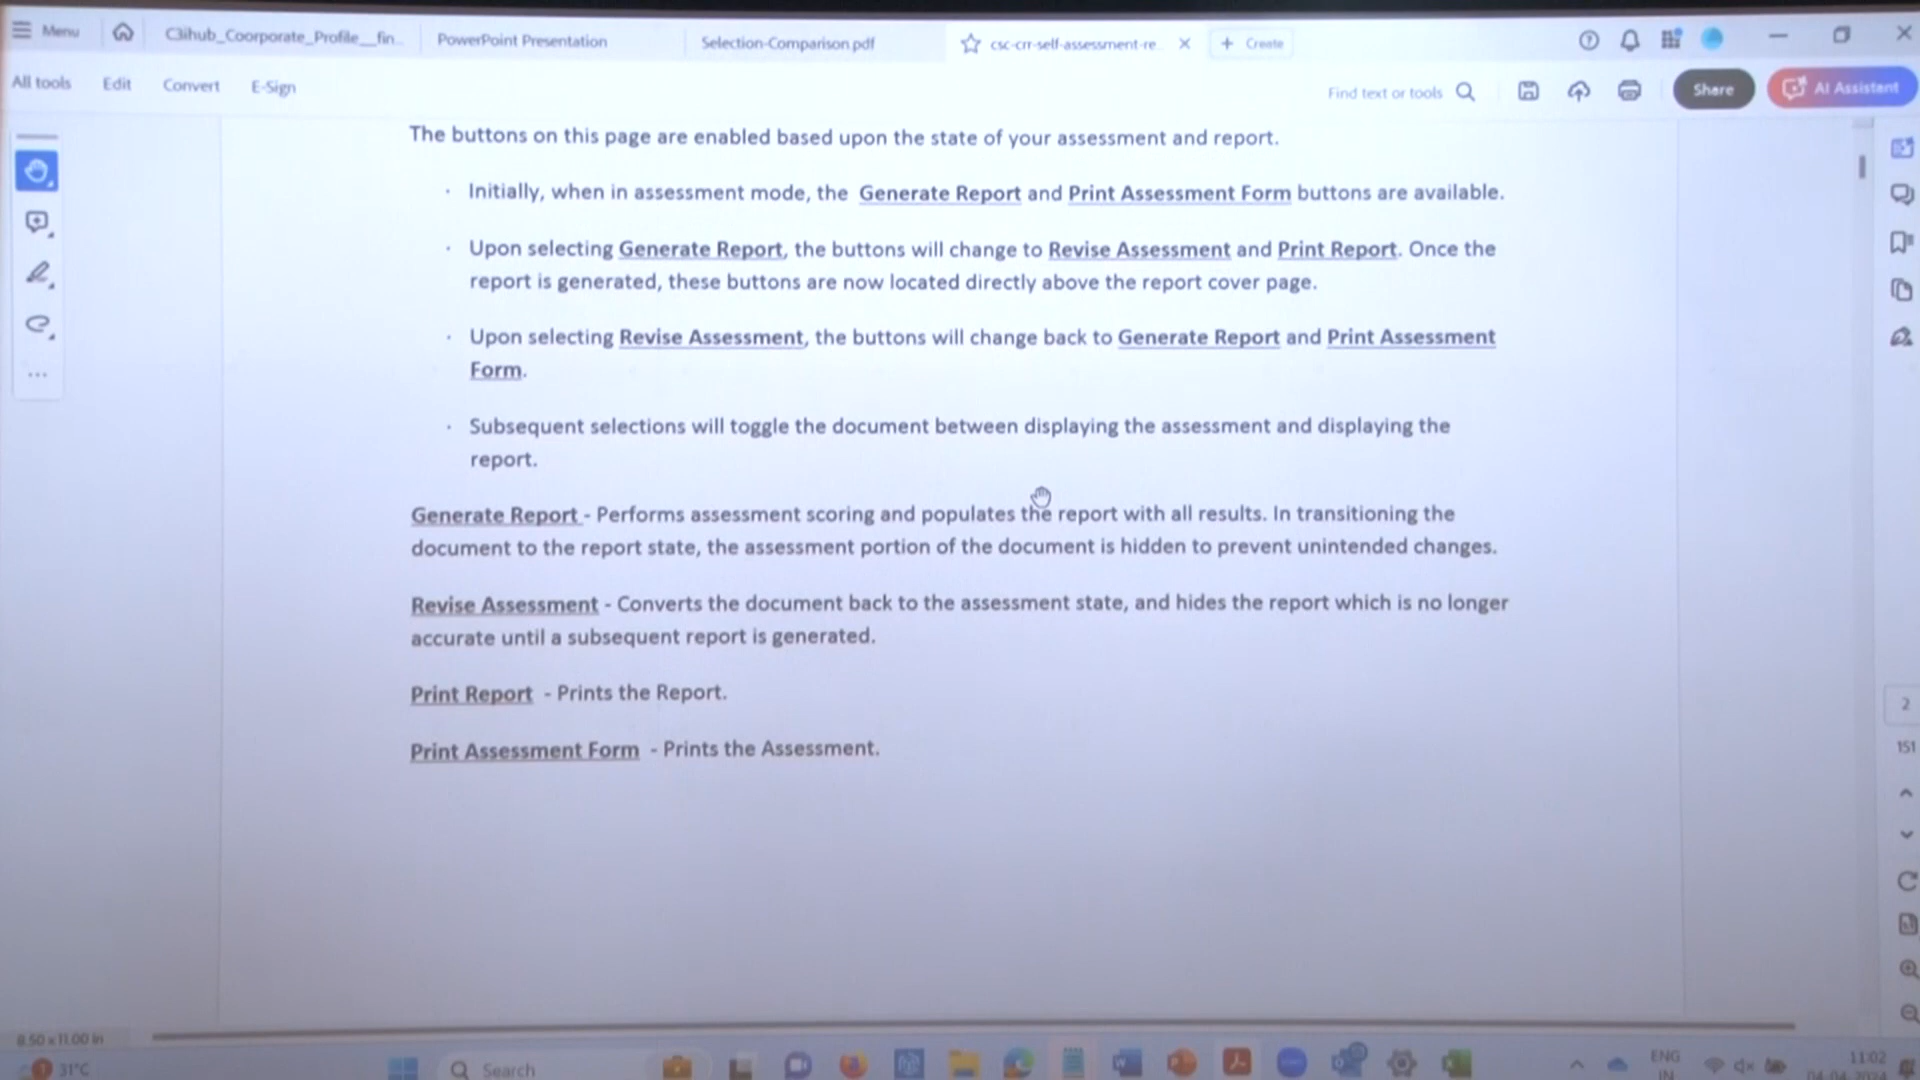 Menu
C3ihub_Coorporate_Profile__fin...
PowerPoint Presentation
Selection-Comparison.pdf
csc-crr-self-assessment-re...
+ Create
All tools
Edit
Convert
E-Sign
Find text or tools
Share
AI Assistant
The buttons on this page are enabled based upon the state of your assessment and report.
· Initially, when in assessment mode, the Generate Report and Print Assessment Form buttons are available.
· Upon selecting Generate Report, the buttons will change to Revise Assessment and Print Report. Once the
report is generated, these buttons are now located directly above the report cover page.
· Upon selecting Revise Assessment, the buttons will change back to Generate Report and Print Assessment
Form.
· Subsequent selections will toggle the document between displaying the assessment and displaying the
report.
Generate Report - Performs assessment scoring and populates the report with all results. In transitioning the
document to the report state, the assessment portion of the document is hidden to prevent unintended changes.
Revise Assessment - Converts the document back to the assessment state, and hides the report which is no longer
accurate until a subsequent report is generated.
Print Report - Prints the Report.
Print Assessment Form - Prints the Assessment.
2
151
8.50 x 11.00 in
31°C
Search
ENG
IN
11:02
04-04-2024